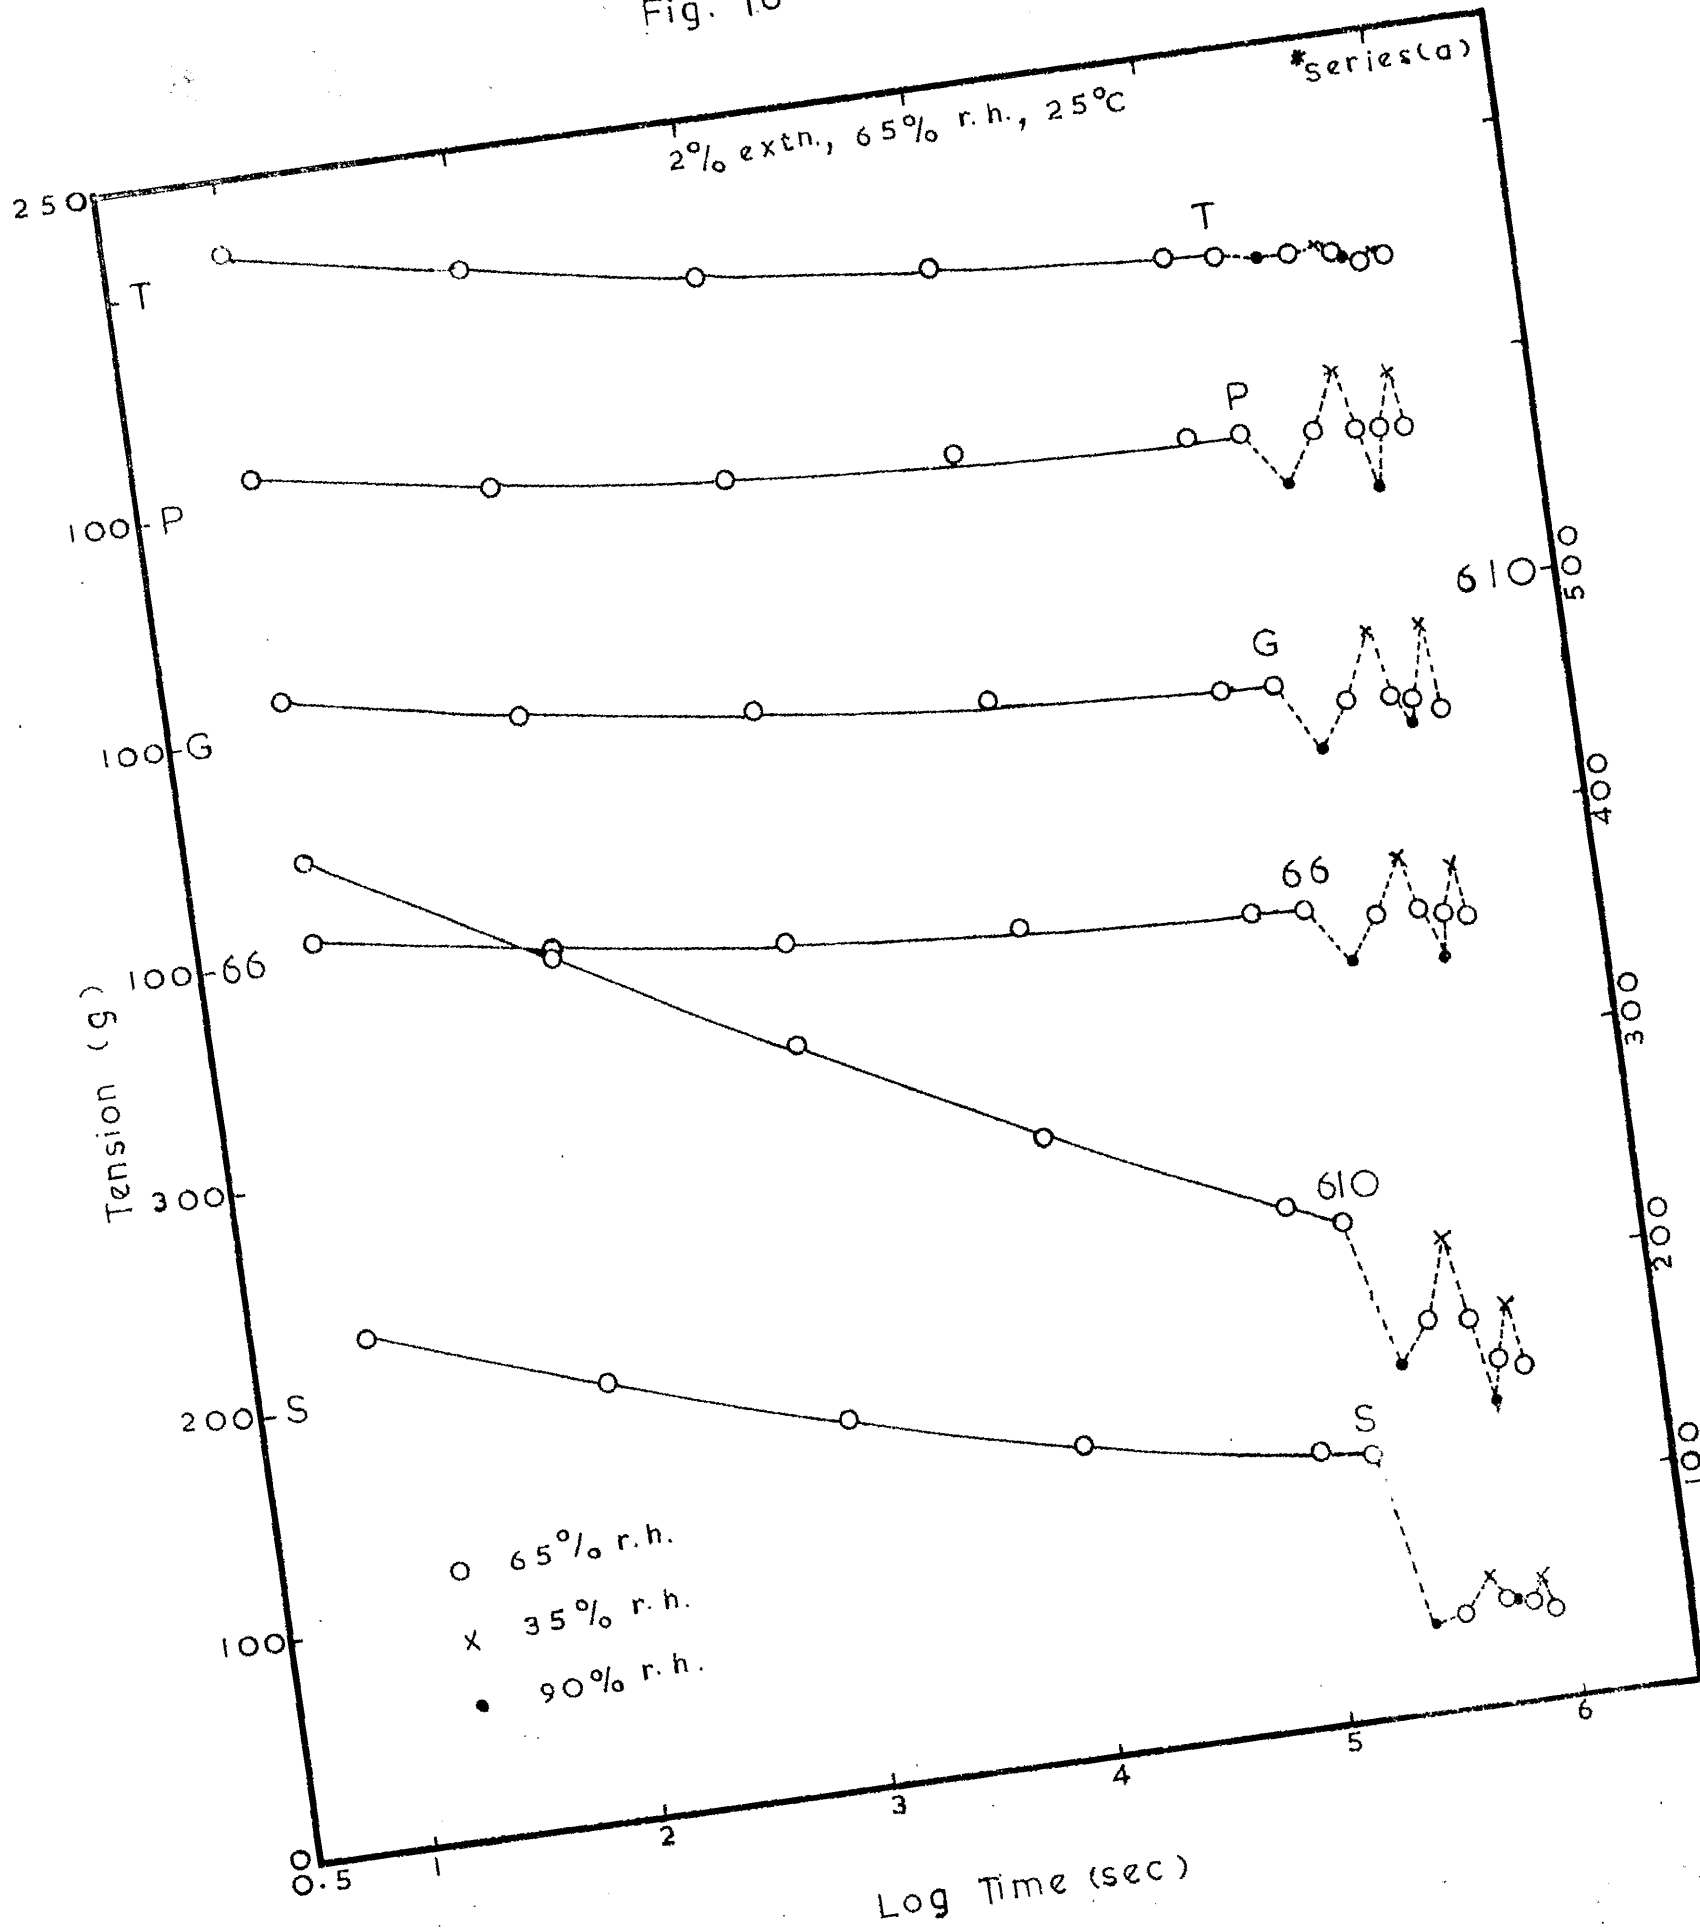 Fig. 10
*Series(a)
2% extn., 65% r.h., 25°C
250
T
T
P
100 P
500
610
G
100 G
400
66
100 66
300
Tension (g)
300
610
200
S
200 S
100
o 65% r.h.
x 35% r.h.
• 90% r.h.
100
0
0.5
1
2
3
4
5
6
Log Time (sec)